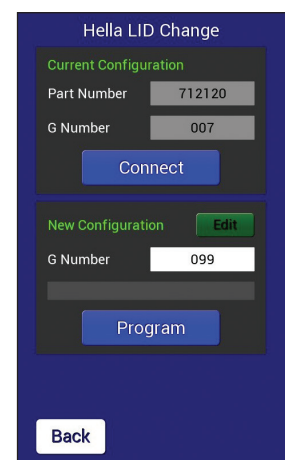 Hella LID Change
Current Configuration
Part Number 712120
G Number 007
Connect
New Configuration Edit
G Number 099
Program
Back